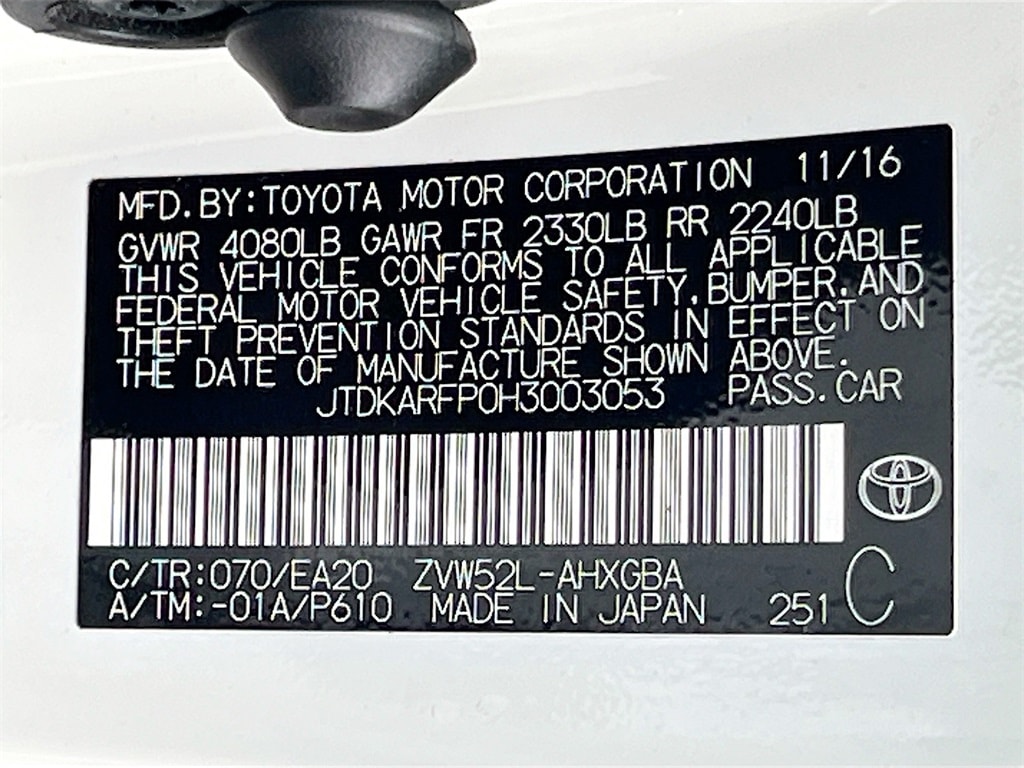 MFD.BY:TOYOTA MOTOR CORPORATION 11/16
GVWR 4080LB GAWR FR 2330LB RR 2240LB
THIS VEHICLE CONFORMS TO ALL APPLICABLE
FEDERAL MOTOR VEHICLE SAFETY,BUMPER,AND
THEFT PREVENTION STANDARDS IN EFFECT ON
THE DATE OF MANUFACTURE SHOWN ABOVE.
JTDKARFP0H3003053 PASS.CAR
C/TR:070/EA20 ZVW52L-AHXGBA
A/TM:-01A/P610 MADE IN JAPAN 251 C